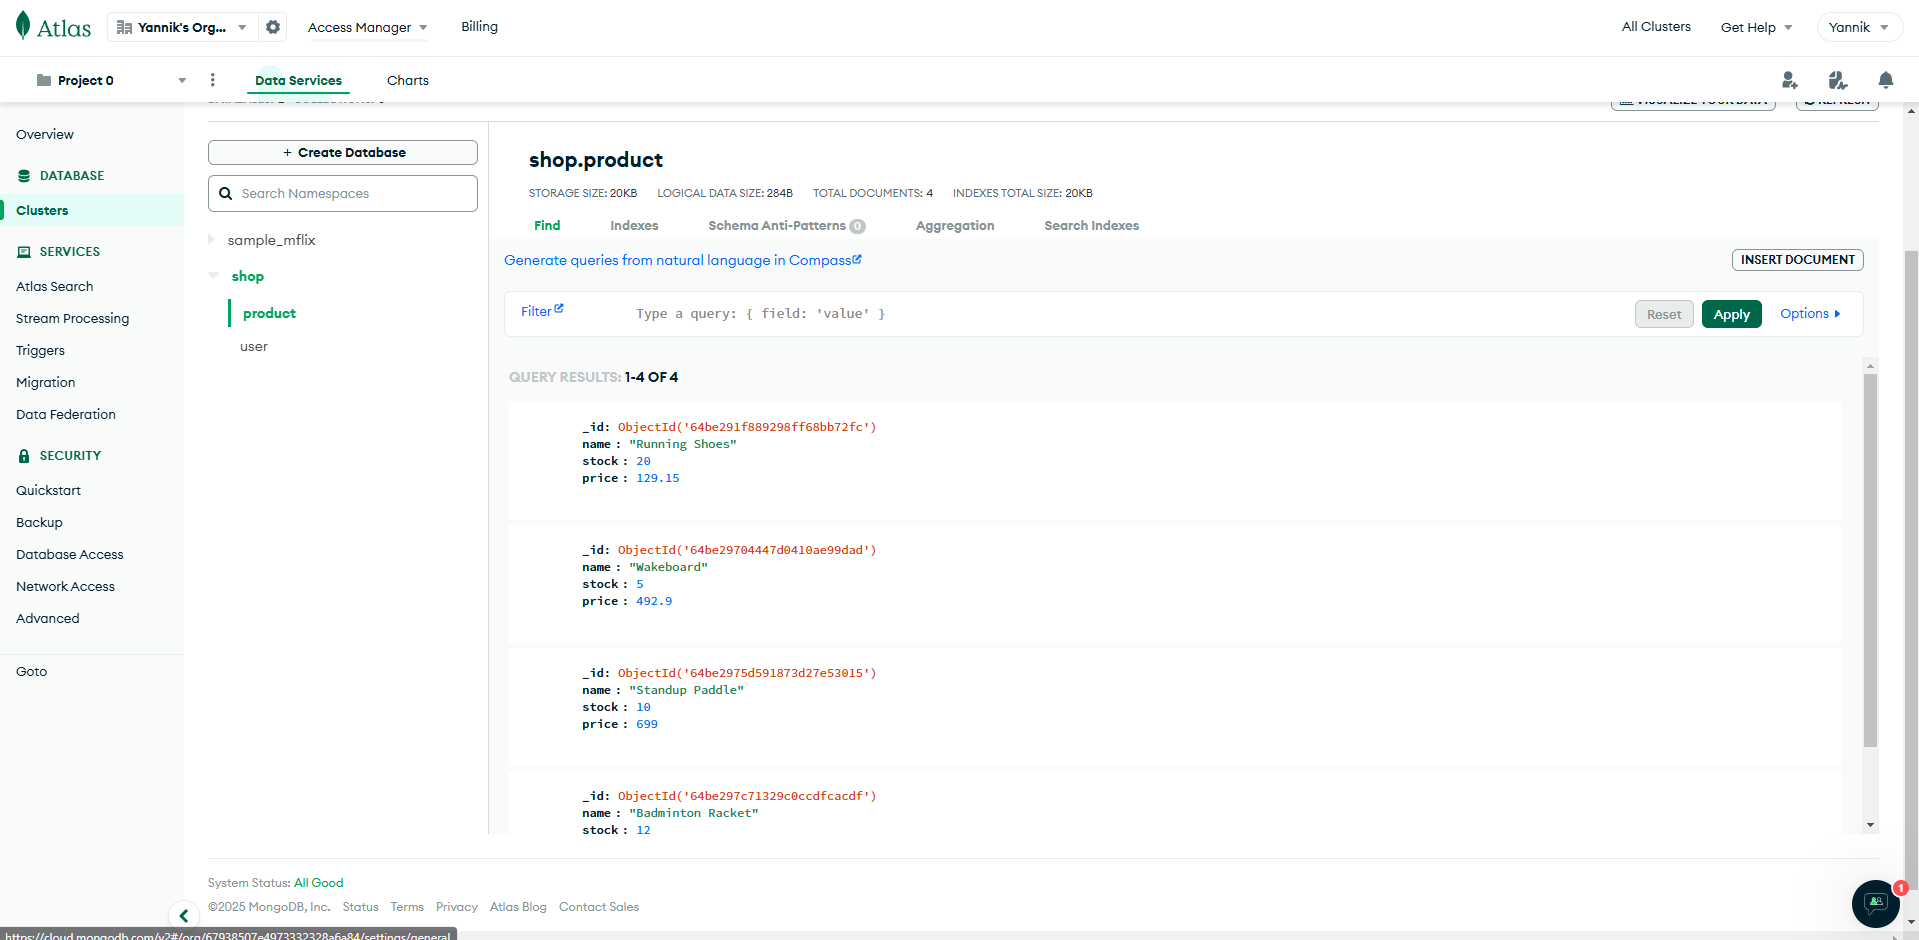 Atlas
Yannik's Org...
Access Manager
Billing
All Clusters
Get Help
Yannik
Project 0
Data Services
Charts
VISUALIZE YOUR DATA
REFRESH
Overview
DATABASE
Clusters
SERVICES
Atlas Search
Stream Processing
Triggers
Migration
Data Federation
SECURITY
Quickstart
Backup
Database Access
Network Access
Advanced
Goto
+ Create Database
Search Namespaces
sample_mflix
shop
product
user
shop.product
STORAGE SIZE: 20KB LOGICAL DATA SIZE: 284B TOTAL DOCUMENTS: 4 INDEXES TOTAL SIZE: 20KB
Find Indexes Schema Anti-Patterns 0 Aggregation Search Indexes
Generate queries from natural language in Compass
INSERT DOCUMENT
Filter
Type a query: { field: 'value' }
Reset
Apply
Options
QUERY RESULTS: 1-4 OF 4
_id: ObjectId('64be291f889298ff68bb72fc')
name : "Running Shoes"
stock : 20
price : 129.15
_id: ObjectId('64be29704447d0410ae99dad')
name : "Wakeboard"
stock : 5
price : 492.9
_id: ObjectId('64be2975d591873d27e53015')
name : "Standup Paddle"
stock : 10
price : 699
_id: ObjectId('64be297c71329c0ccdfcacdf')
name : "Badminton Racket"
stock : 12
System Status: All Good
©2025 MongoDB, Inc. Status Terms Privacy Atlas Blog Contact Sales
1
https://cloud.mongodb.com/v2#/org/67938507e4973332328a6a84/settings/general